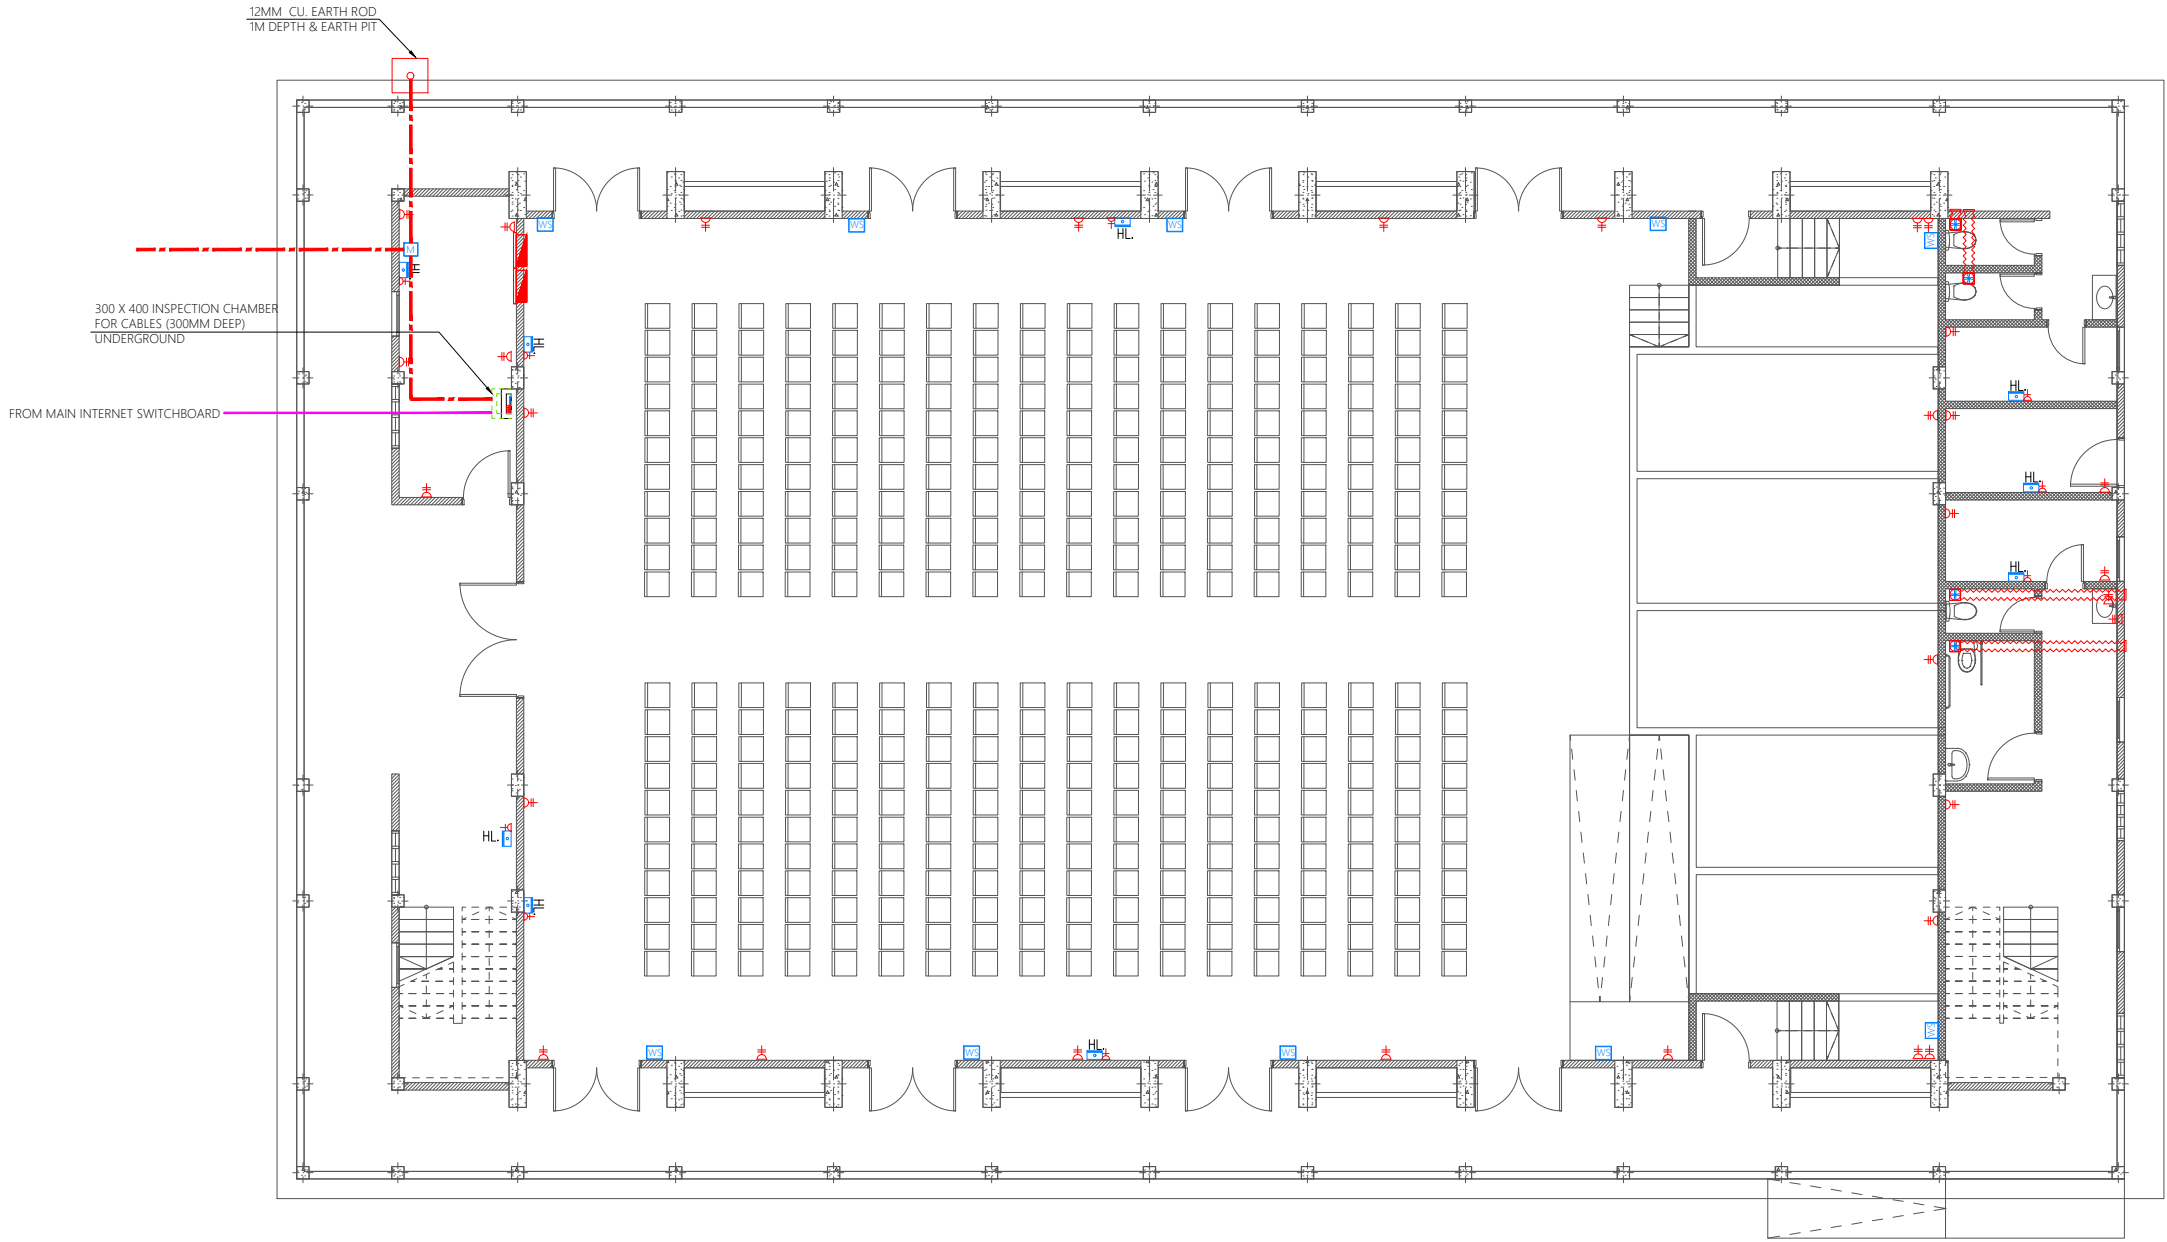 12MM CU. EARTH ROD
1M DEPTH & EARTH PIT
WS
WS
WS
WS
HL.
WS
M
H
300 X 400 INSPECTION CHAMBER
FOR CABLES (300MM DEEP)
UNDERGROUND
H
HL.
FROM MAIN INTERNET SWITCHBOARD
HL.
HL.
HL.
H
WS
WS
WS
HL.
WS
WS